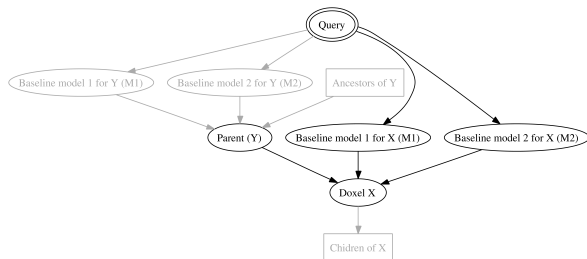 Query
Baseline model 1 for Y (M1)
Baseline model 2 for Y (M2)
Ancestors of Y
Parent (Y)
Baseline model 1 for X (M1)
Baseline model 2 for X (M2)
Doxel X
Chidren of X